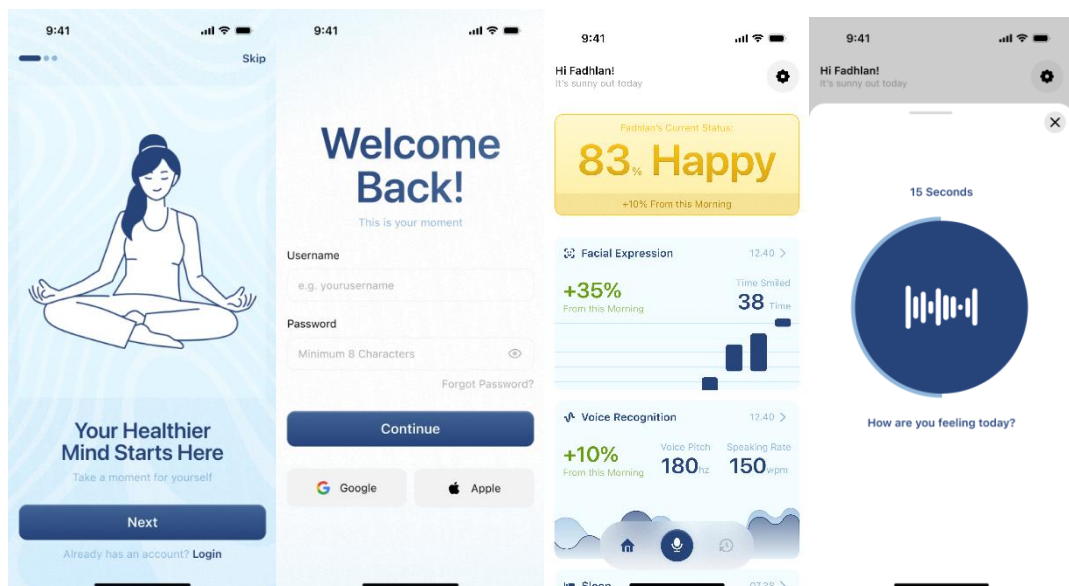 9:41
Skip
Your Healthier
Mind Starts Here
Take a moment for yourself
Next
Already has an account? Login
9:41
Welcome
Back!
This is your moment
Username
e.g. yourusername
Password
Minimum 8 Characters
Forgot Password?
Continue
Google
Apple
9:41
Hi Fadhlan!
It's sunny out today
Fadhlan's Current Status:
83% Happy
+10% From this Morning
Facial Expression 12.40 >
+35%
From this Morning
Time Smiled
38 Time
Voice Recognition 12.40 >
+10%
From this Morning
Voice Pitch
180hz
Speaking Rate
150wpm
Sleep 07.38 >
9:41
Hi Fadhlan!
It's sunny out today
15 Seconds
How are you feeling today?